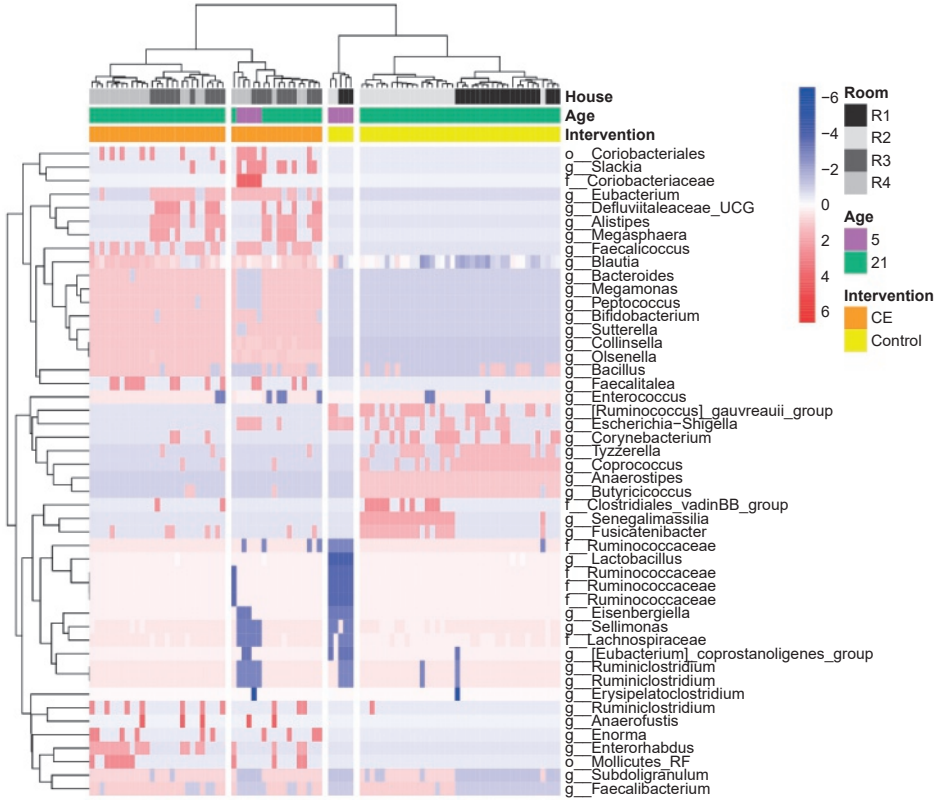 House
Age
Intervention
o__Coriobacteriales
g__Slackia
f__Coriobacteriaceae
g__Eubacterium
g__Defluviitaleaceae_UCG
g__Alistipes
g__Megasphaera
g__Faecalicoccus
g__Blautia
g__Bacteroides
g__Megamonas
g__Peptococcus
g__Bifidobacterium
g__Sutterella
g__Collinsella
g__Olsenella
g__Bacillus
g__Faecalitalea
g__Enterococcus
g__[Ruminococcus]_gauvreauii_group
g__Escherichia−Shigella
g__Corynebacterium
g__Tyzzerella
g__Coprococcus
g__Anaerostipes
g__Butyricicoccus
f__Clostridiales_vadinBB_group
g__Senegalimassilia
g__Fusicatenibacter
f__Ruminococcaceae
g__Lactobacillus
f__Ruminococcaceae
f__Ruminococcaceae
f__Ruminococcaceae
g__Eisenbergiella
g__Sellimonas
f__Lachnospiraceae
g__[Eubacterium]_coprostanoligenes_group
g__Ruminiclostridium
g__Ruminiclostridium
g__Erysipelatoclostridium
g__Ruminiclostridium
g__Anaerofustis
g__Enorma
g__Enterorhabdus
o__Mollicutes_RF
g__Subdoligranulum
g__Faecalibacterium
−6
−4
−2
0
2
4
6
Room
R1
R2
R3
R4
Age
5
21
Intervention
CE
Control